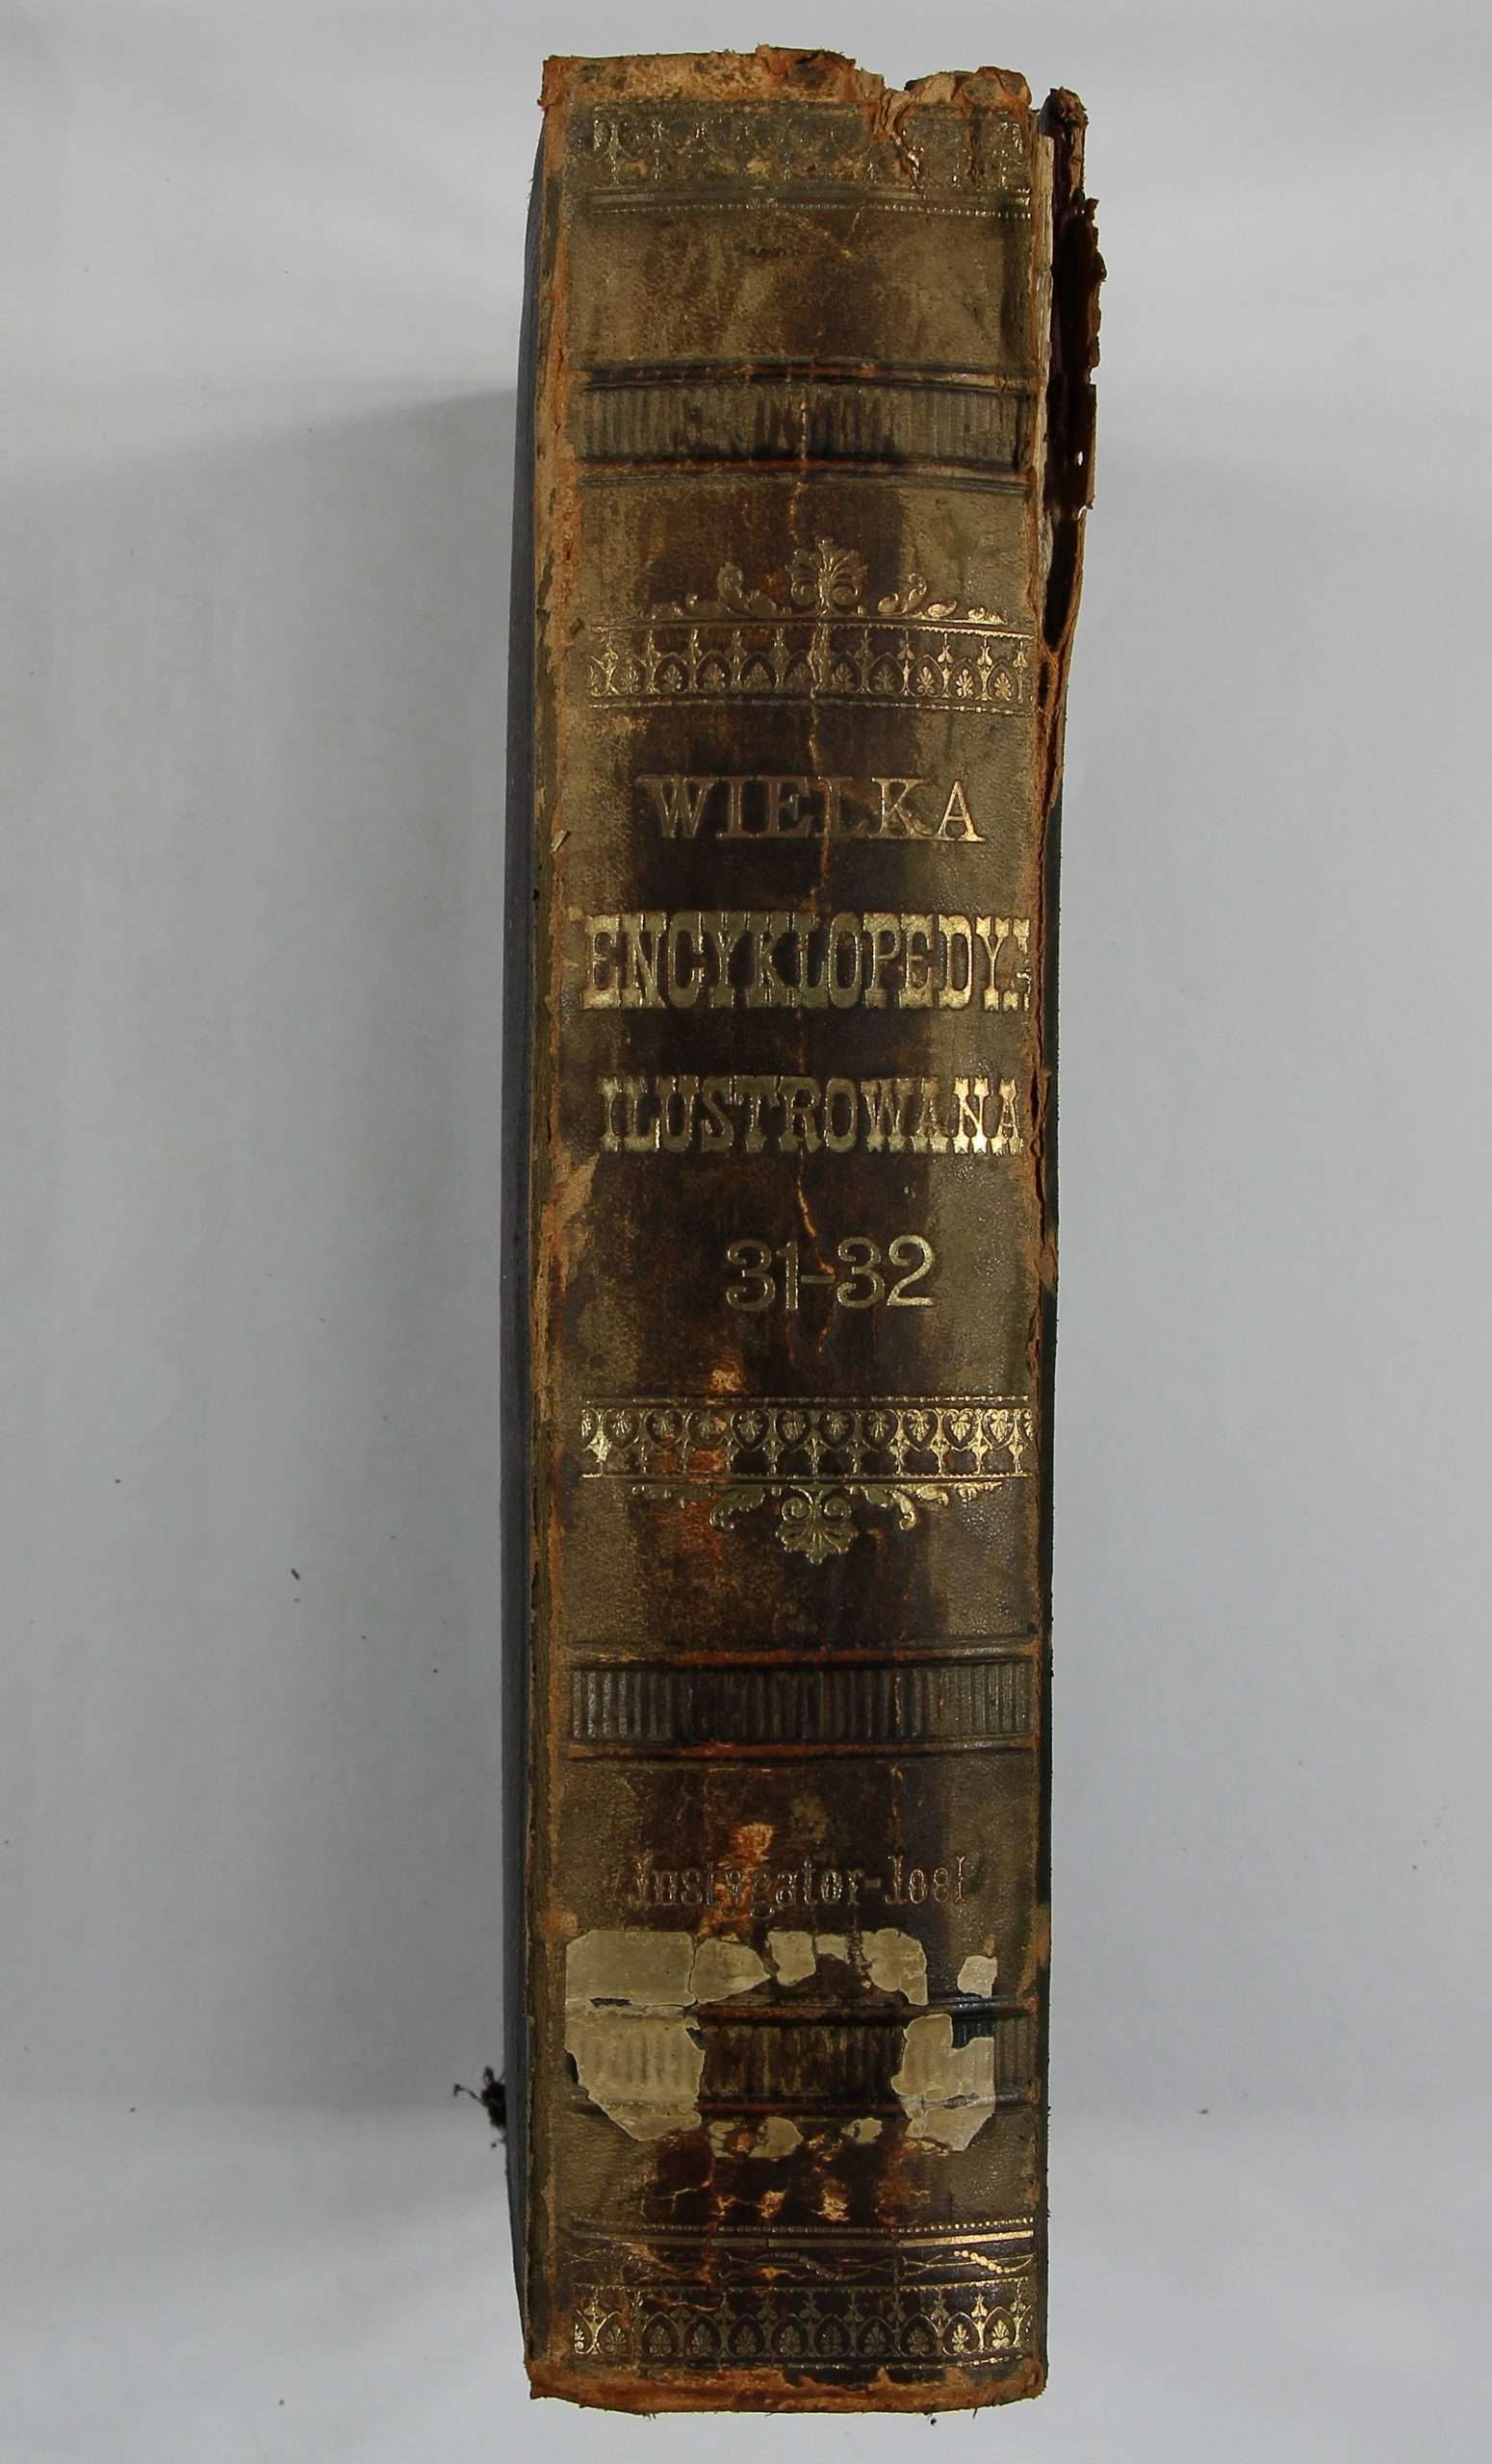 WIELKA
ENCYKLOPEDYA
ILUSTROWANA
31-32
Instygator-Joel